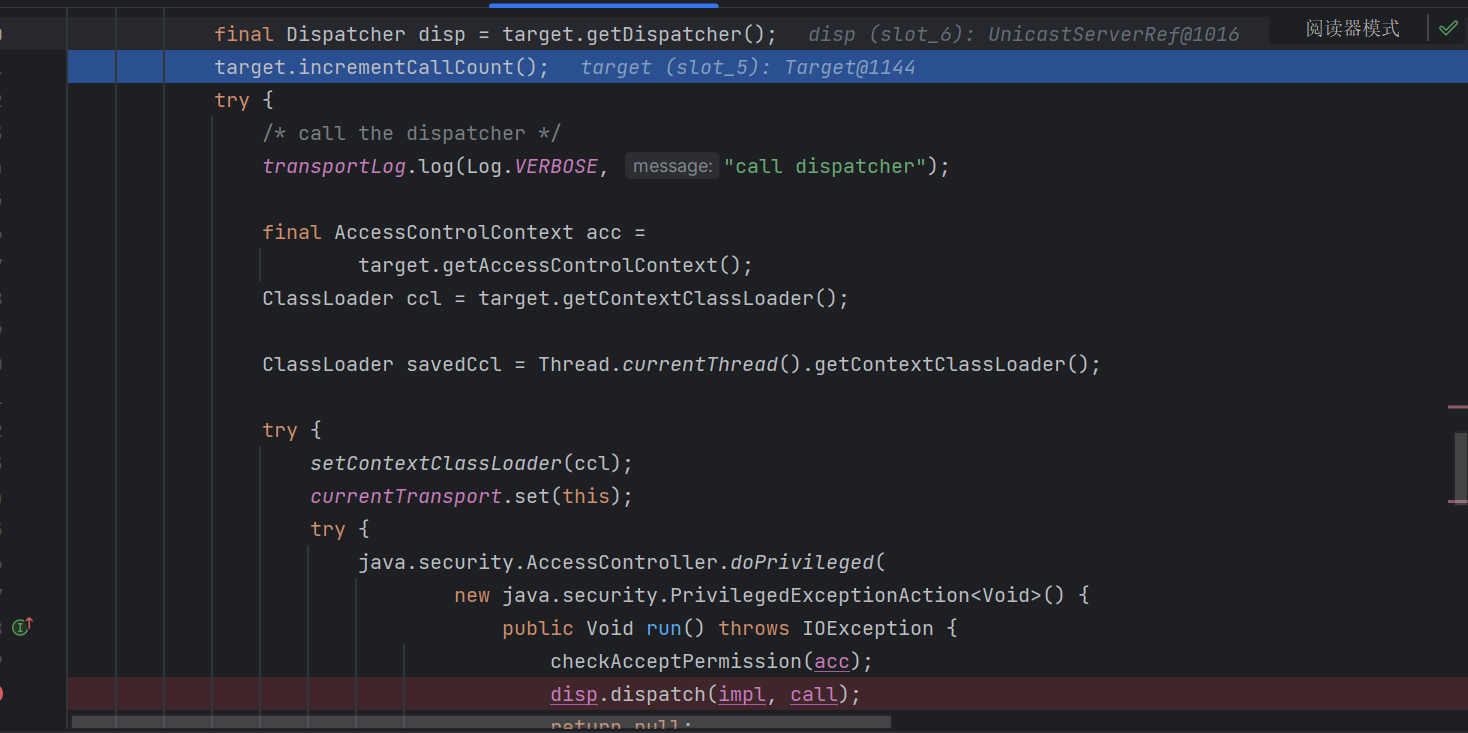 final Dispatcher disp = target.getDispatcher();   disp (slot_6): UnicastServerRef@1016   阅读器模式
target.incrementCallCount();   target (slot_5): Target@1144
try {
/* call the dispatcher */
transportLog.log(Log.VERBOSE, message: "call dispatcher");
final AccessControlContext acc =
target.getAccessControlContext();
ClassLoader ccl = target.getContextClassLoader();
ClassLoader savedCcl = Thread.currentThread().getContextClassLoader();
try {
setContextClassLoader(ccl);
currentTransport.set(this);
try {
java.security.AccessController.doPrivileged(
new java.security.PrivilegedExceptionAction<Void>() {
public Void run() throws IOException {
checkAcceptPermission(acc);
disp.dispatch(impl, call);
return null;